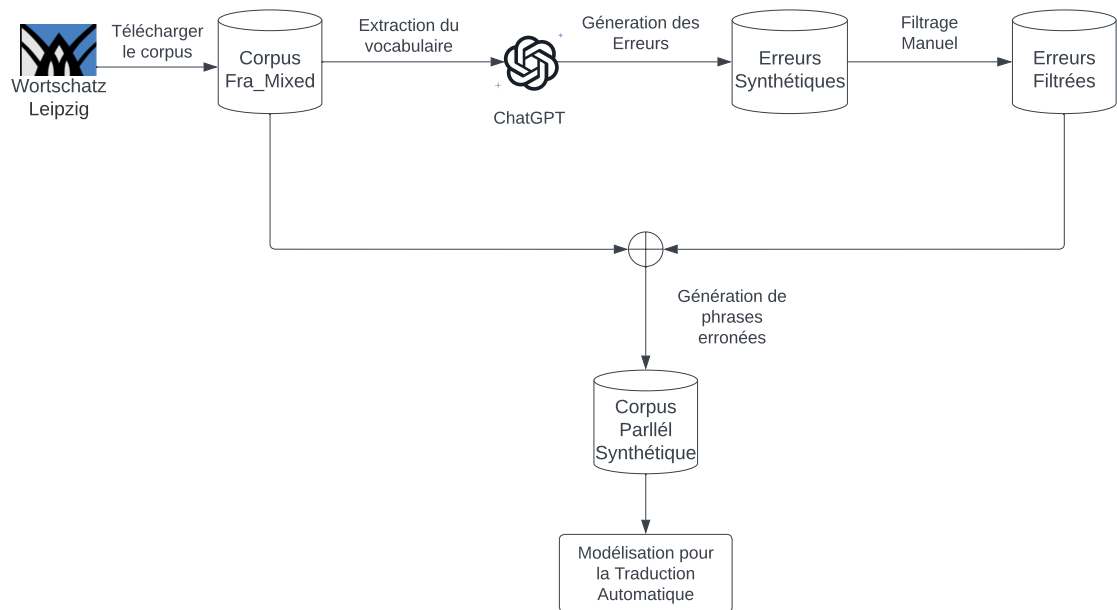 Télécharger
le corpus
Wortschatz
Leipzig
Corpus
Fra_Mixed
Extraction du
vocabulaire
ChatGPT
Géneration des
Erreurs
Erreurs
Synthétiques
Filtrage
Manuel
Erreurs
Filtrées
Génération de
phrases
erronées
Corpus
Parllél
Synthétique
Modélisation pour
la Traduction
Automatique